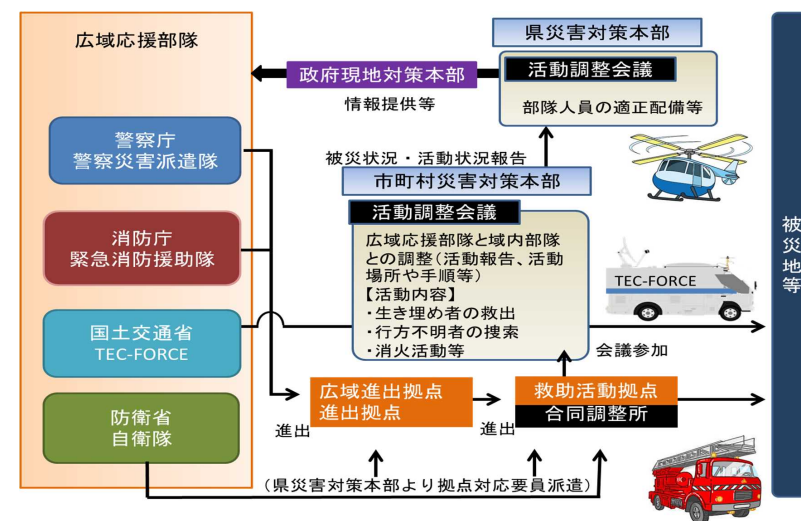 広域応援部隊
警察庁
警察災害派遣隊
消防庁
緊急消防援助隊
国土交通省
TEC-FORCE
防衛省
自衛隊
県災害対策本部
活動調整会議
部隊人員の適正配備等
政府現地対策本部
情報提供等
被災状況・活動状況報告
市町村災害対策本部
活動調整会議
広域応援部隊と域内部隊
との調整(活動報告、活動
場所や手順等)
【活動内容】
・生き埋め者の救出
・行方不明者の捜索
・消火活動等
TEC-FORCE
会議参加
進出
広域進出拠点
進出拠点
進出
救助活動拠点
合同調整所
(県災害対策本部より拠点対応要員派遣)
被災地等